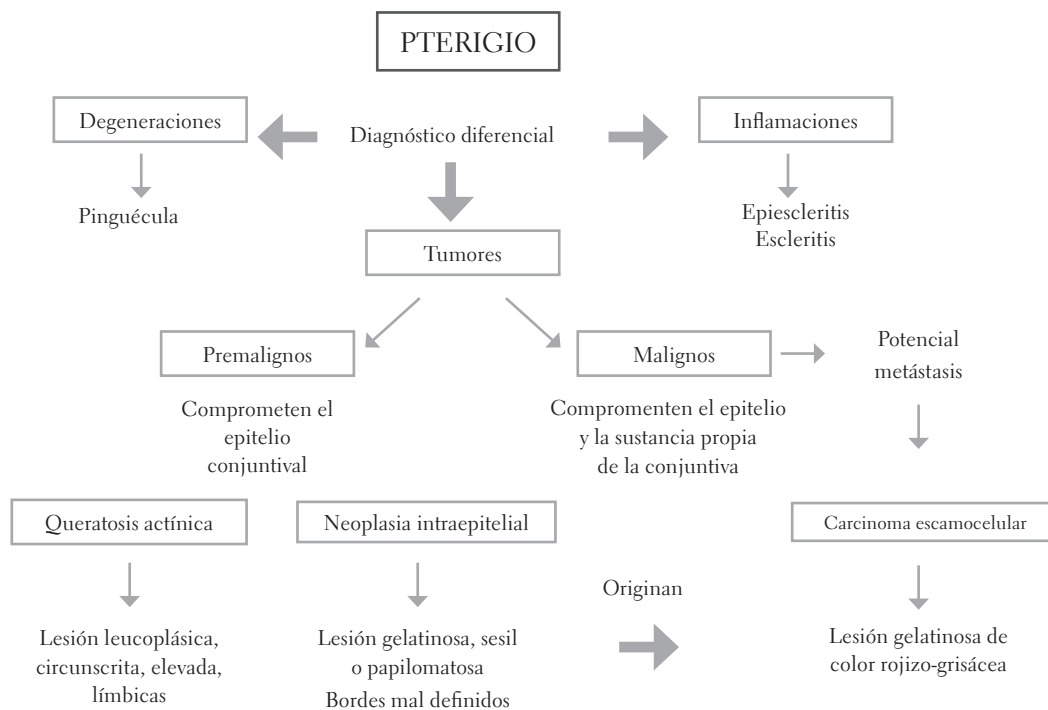 PTERIGIO
Degeneraciones
Diagnóstico diferencial
Inflamaciones
Pinguécula
Epiescleritis
Escleritis
Tumores
Premalignos
Malignos
Potencial
metástasis
Comprometen el
epitelio
conjuntival
Compromenten el epitelio
y la sustancia propia
de la conjuntiva
Queratosis actínica
Neoplasia intraepitelial
Carcinoma escamocelular
Originan
Lesión leucoplásica,
circunscrita, elevada,
límbicas
Lesión gelatinosa, sesil
o papilomatosa
Bordes mal definidos
Lesión gelatinosa de
color rojizo-grisácea